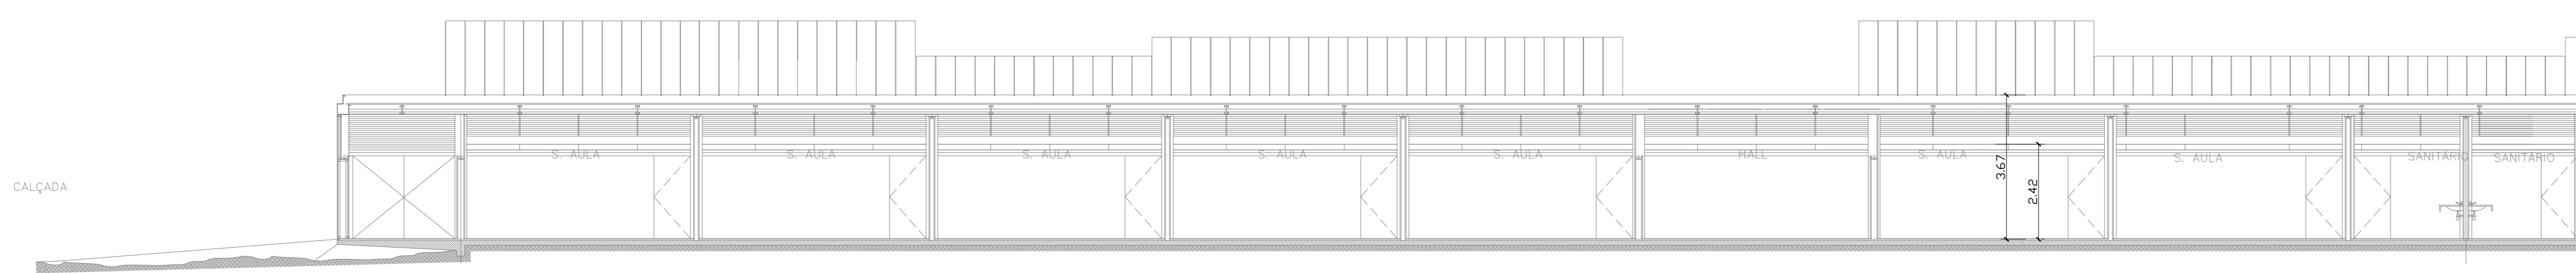 S. AULA
S. AULA
S. AULA
S. AULA
S. AULA
HALL
S. AULA
S. AULA
SANITÁRIO
SANITÁRIO
3.67
2.42
CALÇADA